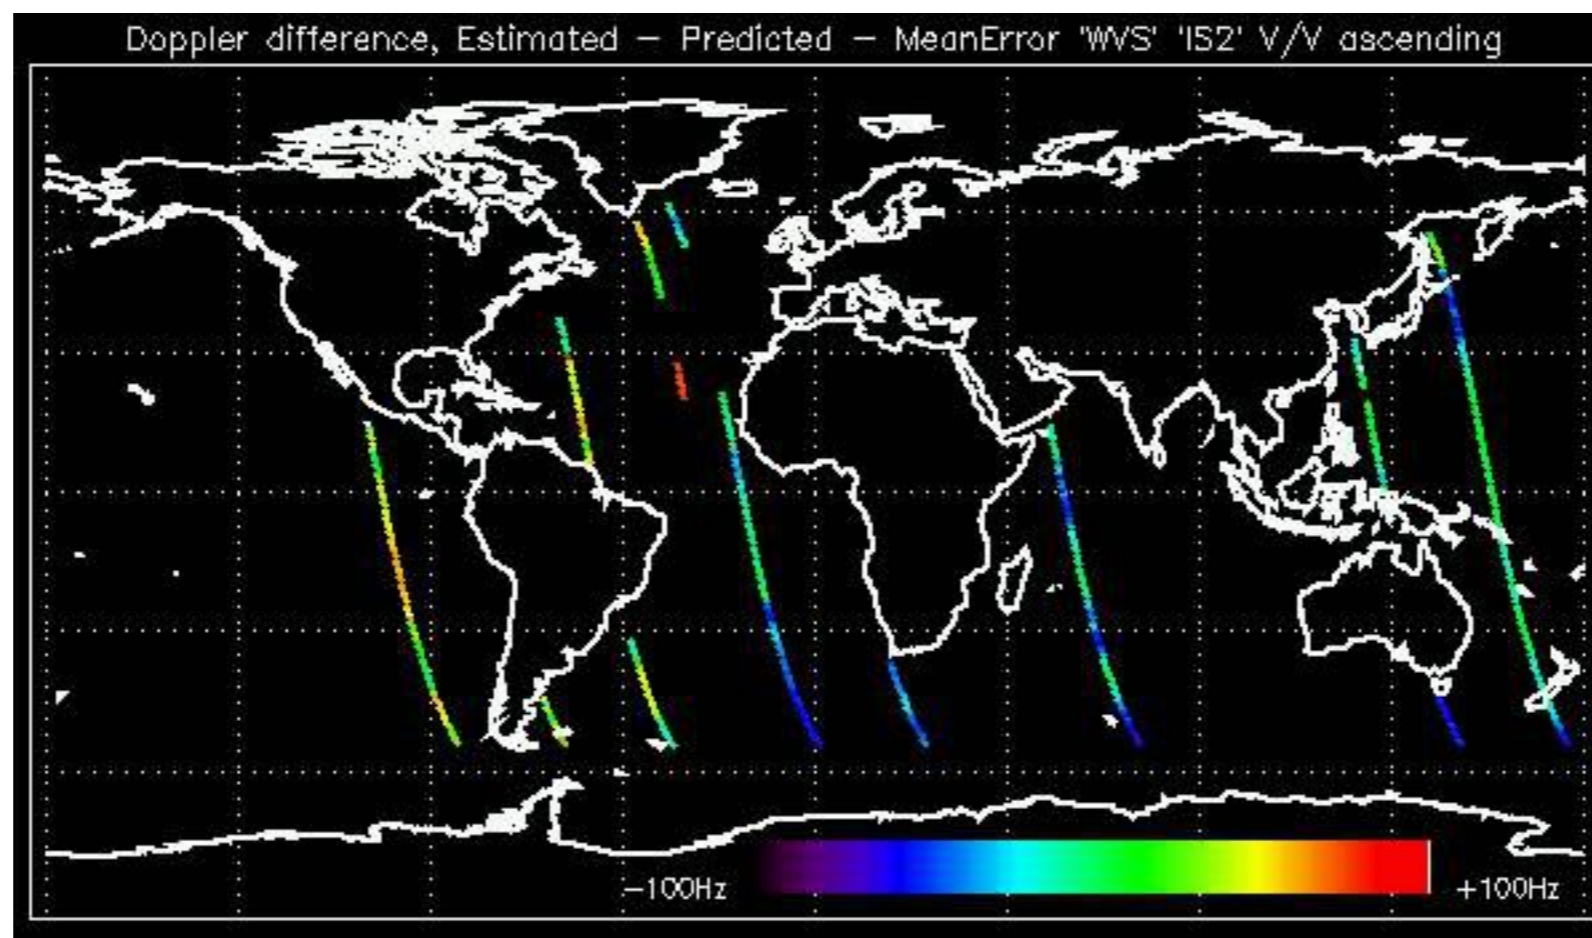 Doppler difference, Estimated - Predicted - MeanError 'WVS' 'IS2' V/V ascending
-100Hz
+100Hz